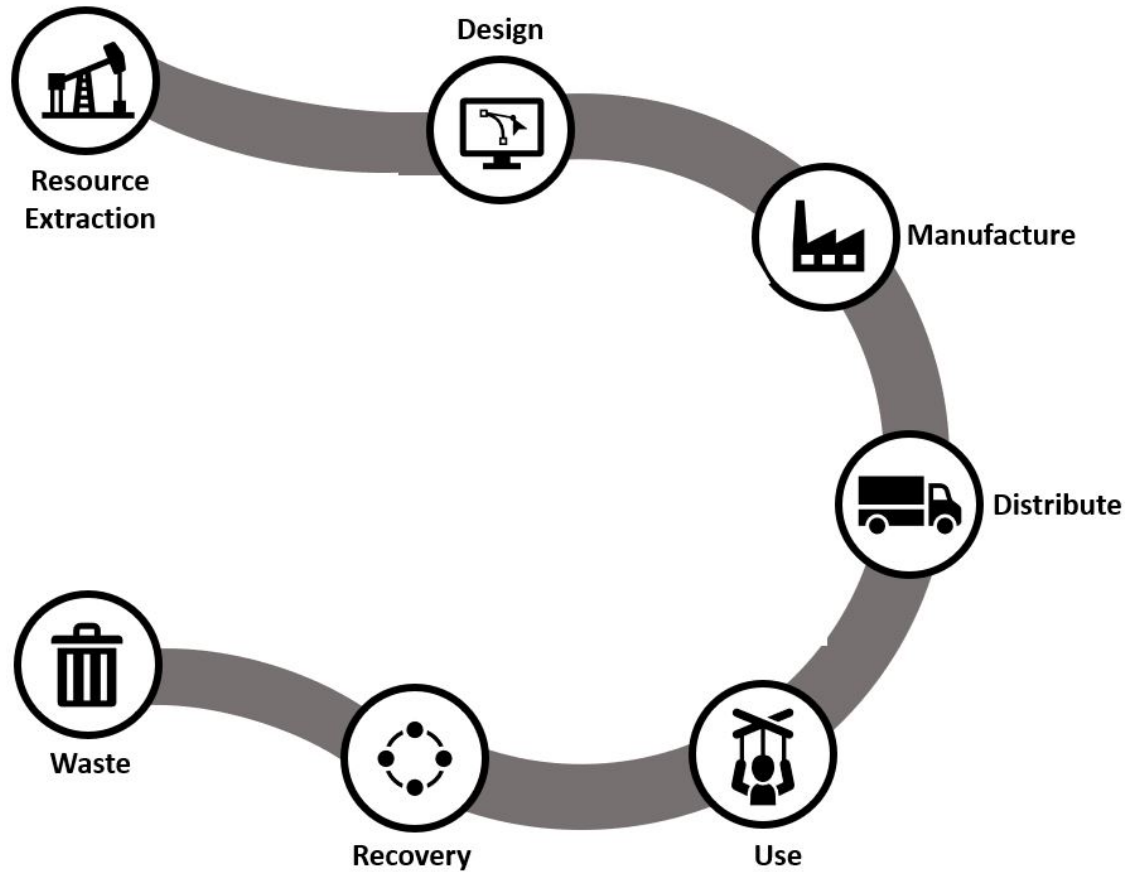 Design
Resource
Extraction
Manufacture
Distribute
Use
Recovery
Waste